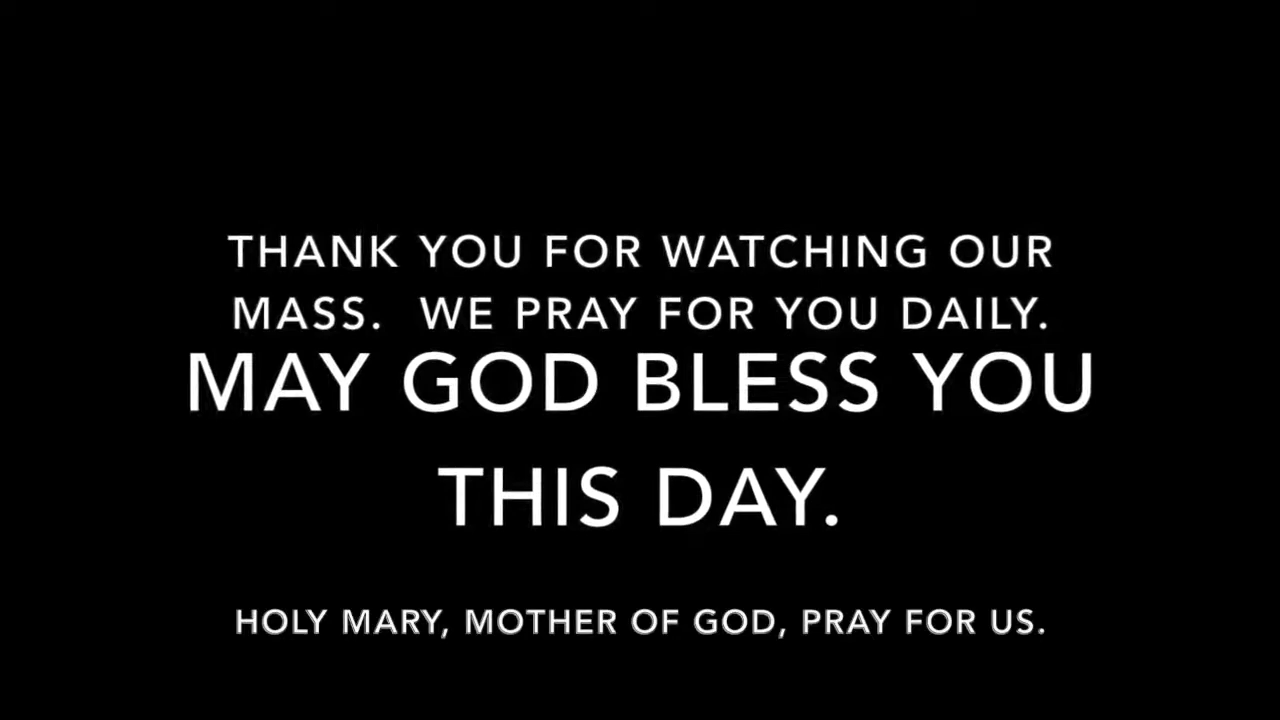 THANK YOU FOR WATCHING OUR
MASS.  WE PRAY FOR YOU DAILY.
MAY GOD BLESS YOU
THIS DAY.
HOLY MARY, MOTHER OF GOD, PRAY FOR US.